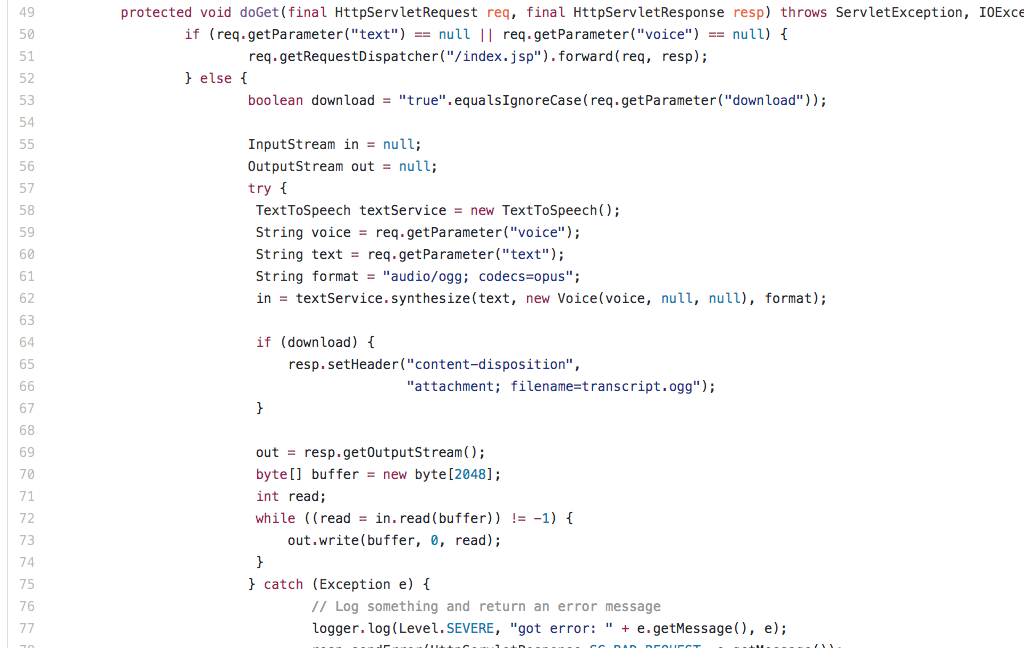 49 protected void doGet(final HttpServletRequest req, final HttpServletResponse resp) throws ServletException, IOExce
50 if (req.getParameter("text") == null || req.getParameter("voice") == null) {
51 req.getRequestDispatcher("/index.jsp").forward(req, resp);
52 } else {
53 boolean download = "true".equalsIgnoreCase(req.getParameter("download"));
54
55 InputStream in = null;
56 OutputStream out = null;
57 try {
58 TextToSpeech textService = new TextToSpeech();
59 String voice = req.getParameter("voice");
60 String text = req.getParameter("text");
61 String format = "audio/ogg; codecs=opus";
62 in = textService.synthesize(text, new Voice(voice, null, null), format);
63
64 if (download) {
65 resp.setHeader("content-disposition",
66 "attachment; filename=transcript.ogg");
67 }
68
69 out = resp.getOutputStream();
70 byte[] buffer = new byte[2048];
71 int read;
72 while ((read = in.read(buffer)) != -1) {
73 out.write(buffer, 0, read);
74 }
75 } catch (Exception e) {
76 // Log something and return an error message
77 logger.log(Level.SEVERE, "got error: " + e.getMessage(), e);